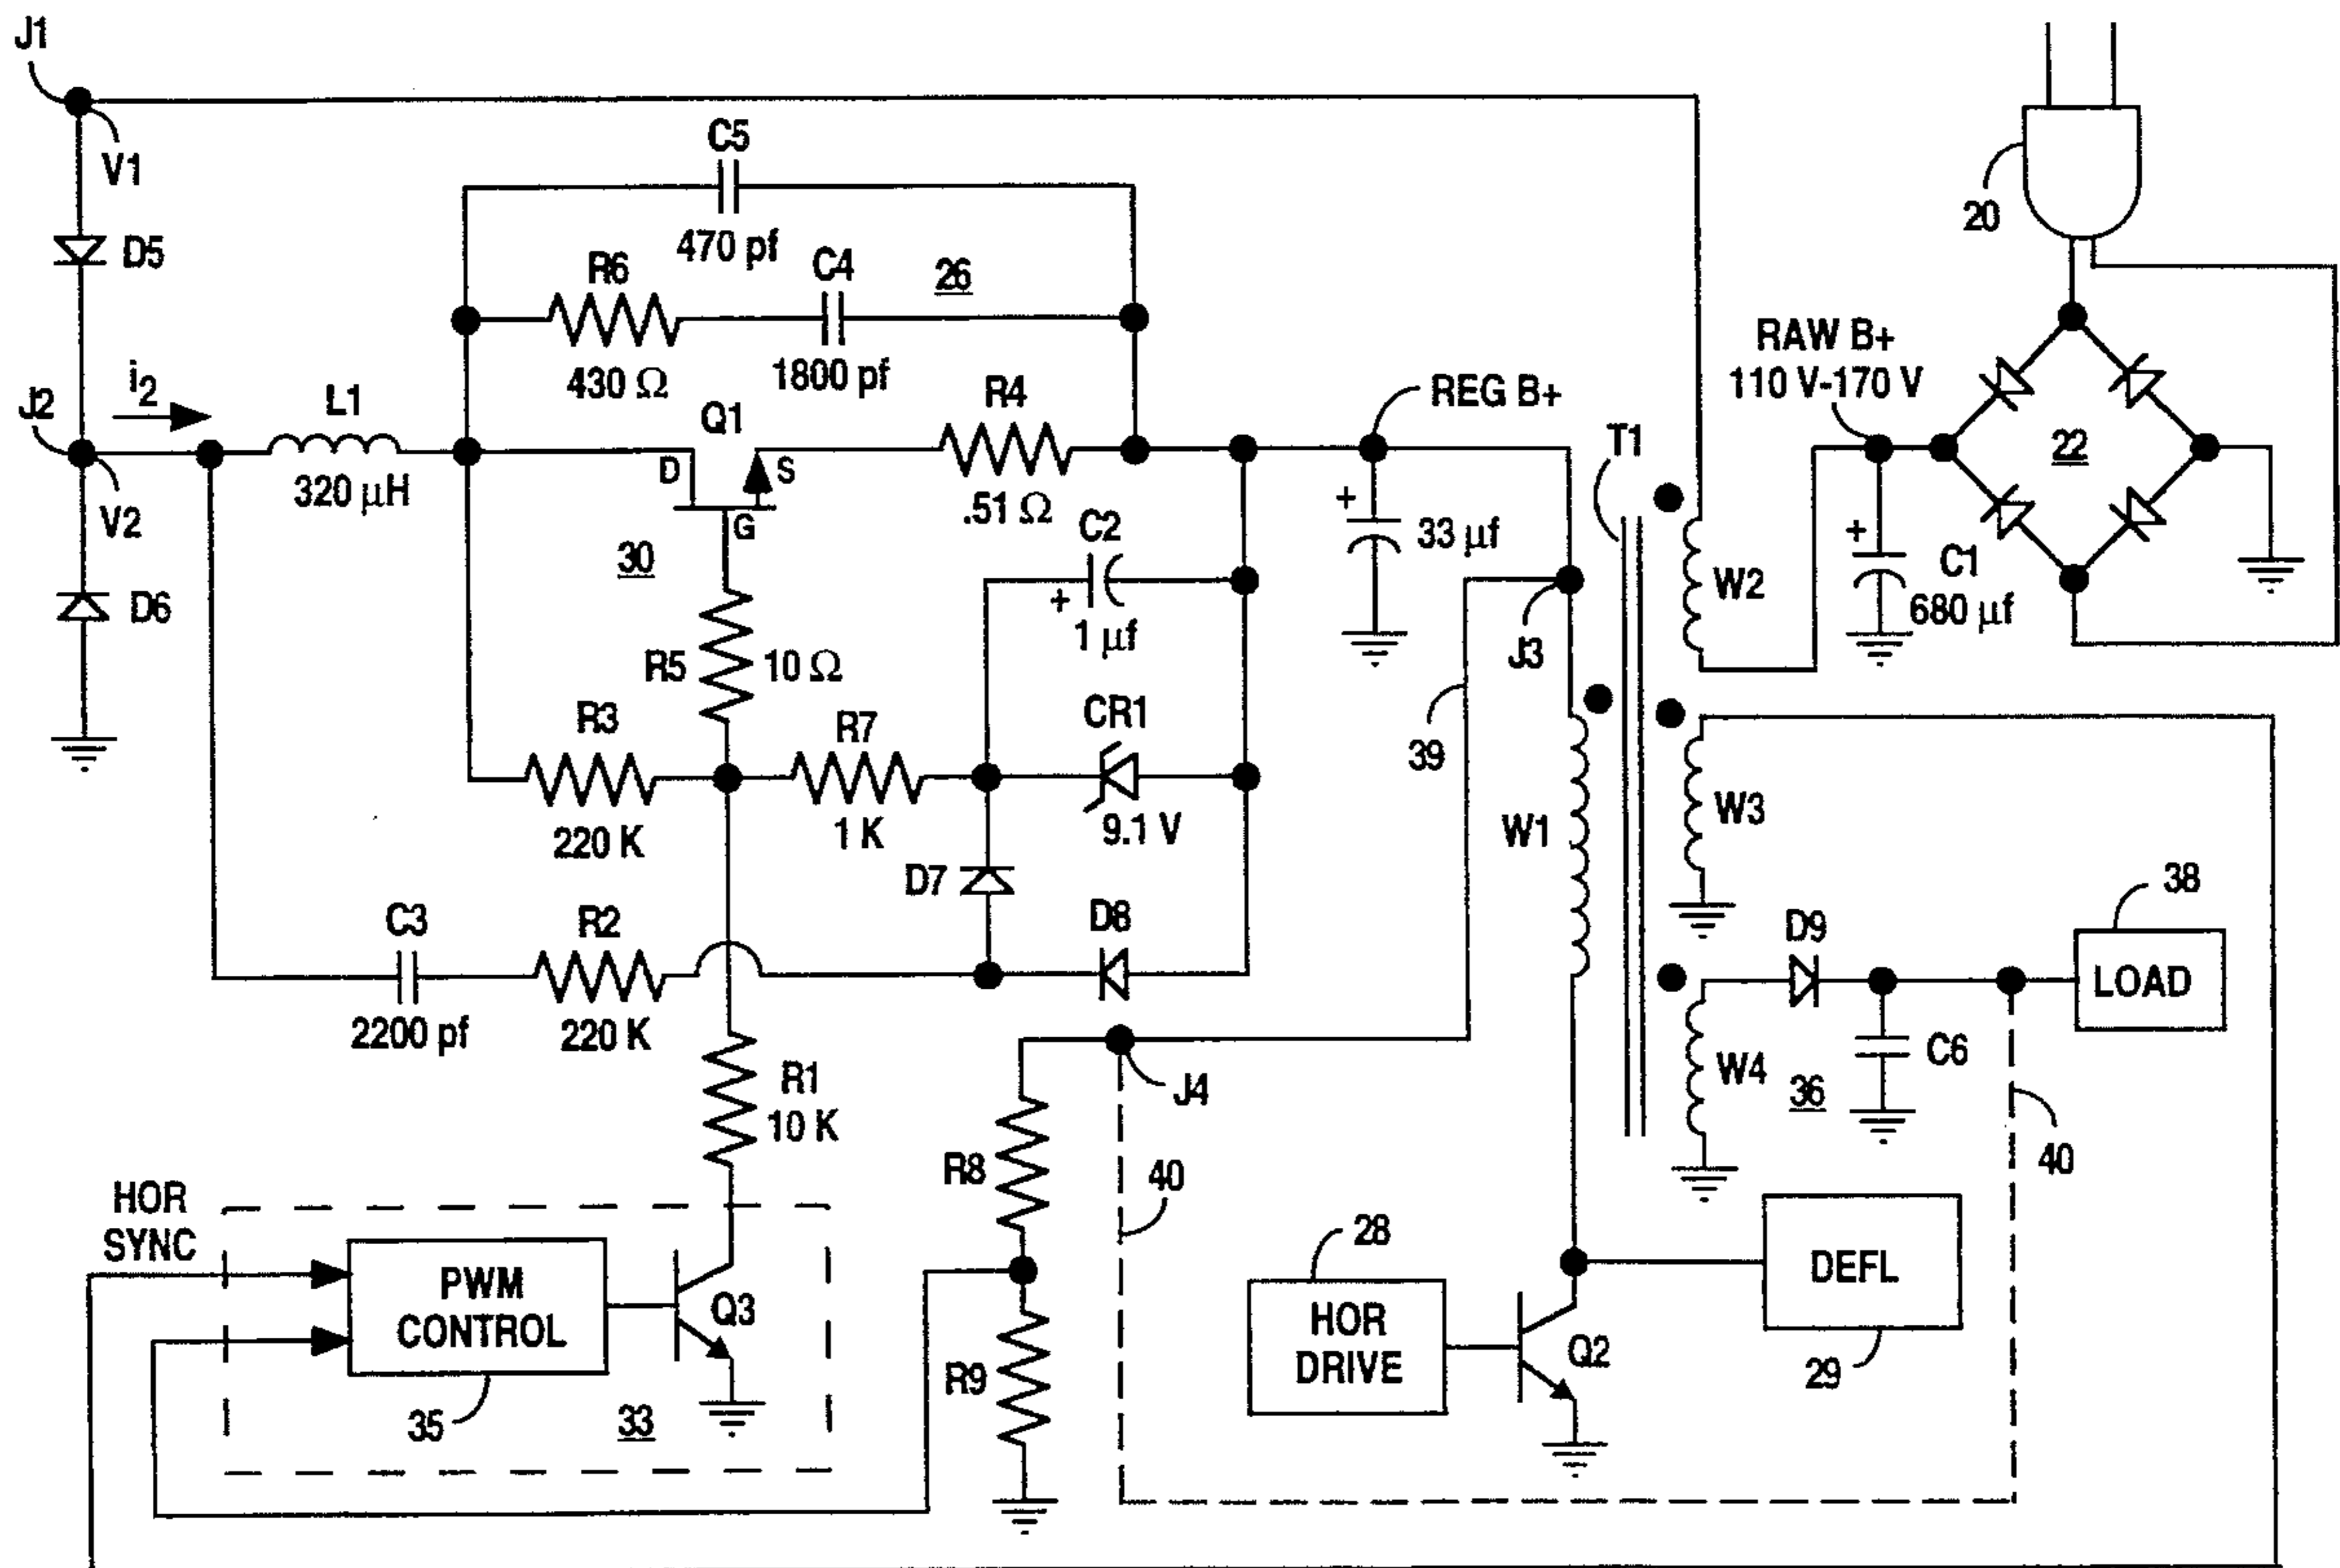 J1
V1
C5
20
D5
470 pf
R6
C4
26
430 Ω
1800 pf
RAW B+
110 V-170 V
i2
J2
L1
Q1
R4
REG B+
T1
22
D
S
320 μH
V2
G
.51 Ω
C2
+
33 μf
+
C1
680 μf
30
D6
+
1 μf
W2
R5
10 Ω
J3
R3
R7
CR1
39
220 K
1 K
9.1 V
W1
W3
D7
38
C3
R2
D8
D9
LOAD
2200 pf
220 K
C6
W4
36
R1
10 K
J4
R8
40
40
HOR
SYNC
28
PWM
CONTROL
Q3
HOR
DRIVE
DEFL
Q2
R9
29
35
33